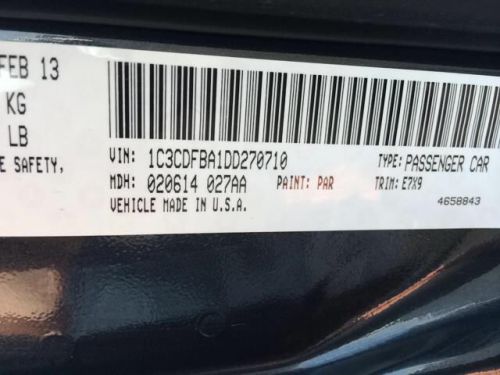 FEB 13
KG
LB
E SAFETY,
VIN: 1C3CDFBA1DD270710 TYPE: PASSENGER CAR
MDH: 020614 027AA PAINT: PAR TRIM: E7X9
VEHICLE MADE IN U.S.A.
4658843